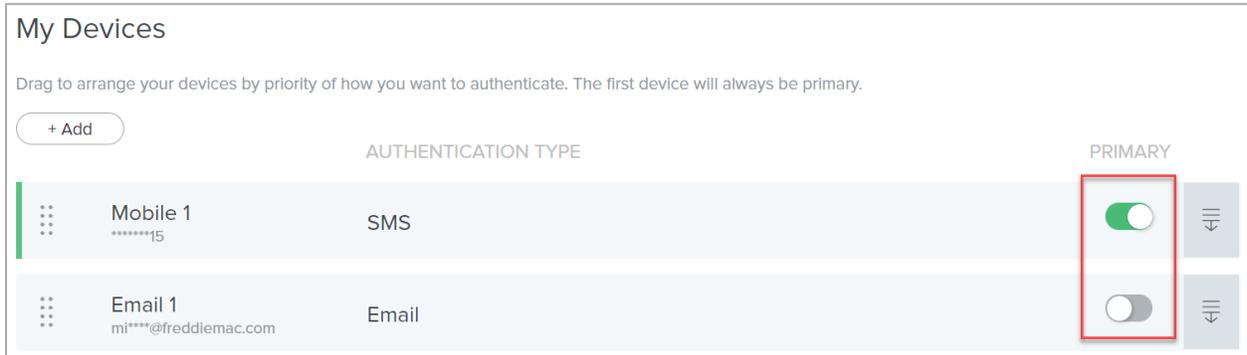 My Devices
Drag to arrange your devices by priority of how you want to authenticate. The first device will always be primary.
+ Add
AUTHENTICATION TYPE PRIMARY
Mobile 1 SMS
*******15
Email 1 Email
mi****@freddiemac.com